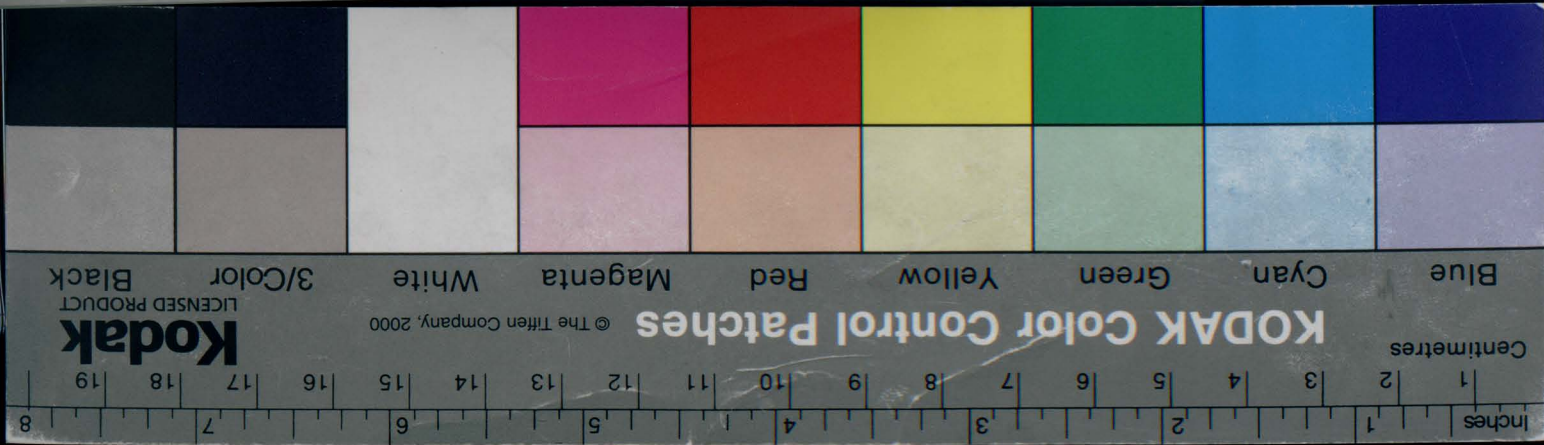 Inches 1 2 3 4 5 6 7 8
Centimetres 1 2 3 4 5 6 7 8 9 10 11 12 13 14 15 16 17 18 19
KODAK Color Control Patches © The Tiffen Company, 2000 Kodak
LICENSED PRODUCT
Blue Cyan Green Yellow Red Magenta White 3/Color Black